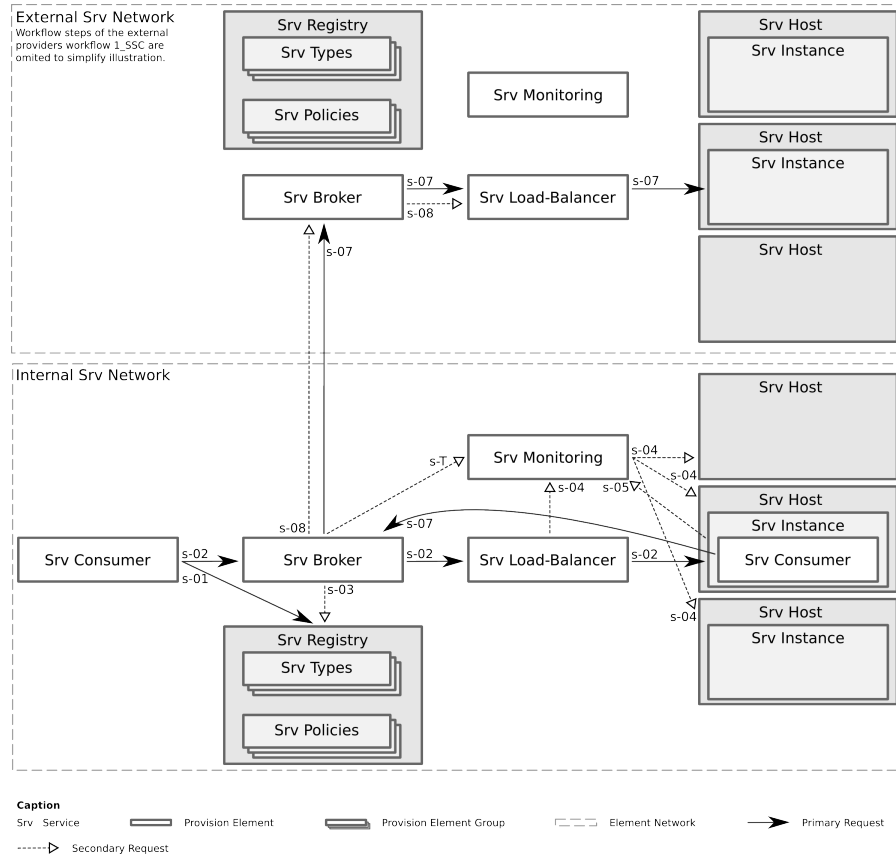 External Srv Network
Workflow steps of the external
providers workflow 1_SSC are
omited to simplify illustration.
Srv Registry
Srv Types
Srv Policies
Srv Monitoring
Srv Host
Srv Instance
Srv Host
Srv Instance
Srv Broker
s-07
s-08
Srv Load-Balancer
s-07
s-07
Srv Host
Internal Srv Network
Srv Host
Srv Monitoring
s-T
s-04
s-04
s-04
s-05
Srv Host
Srv Instance
Srv Consumer
s-08
s-07
Srv Consumer
s-02
s-01
Srv Broker
s-02
Srv Load-Balancer
s-02
s-03
s-04
Srv Host
Srv Instance
Srv Registry
Srv Types
Srv Policies
Caption
Srv Service
Provision Element
Provision Element Group
Element Network
Primary Request
Secondary Request